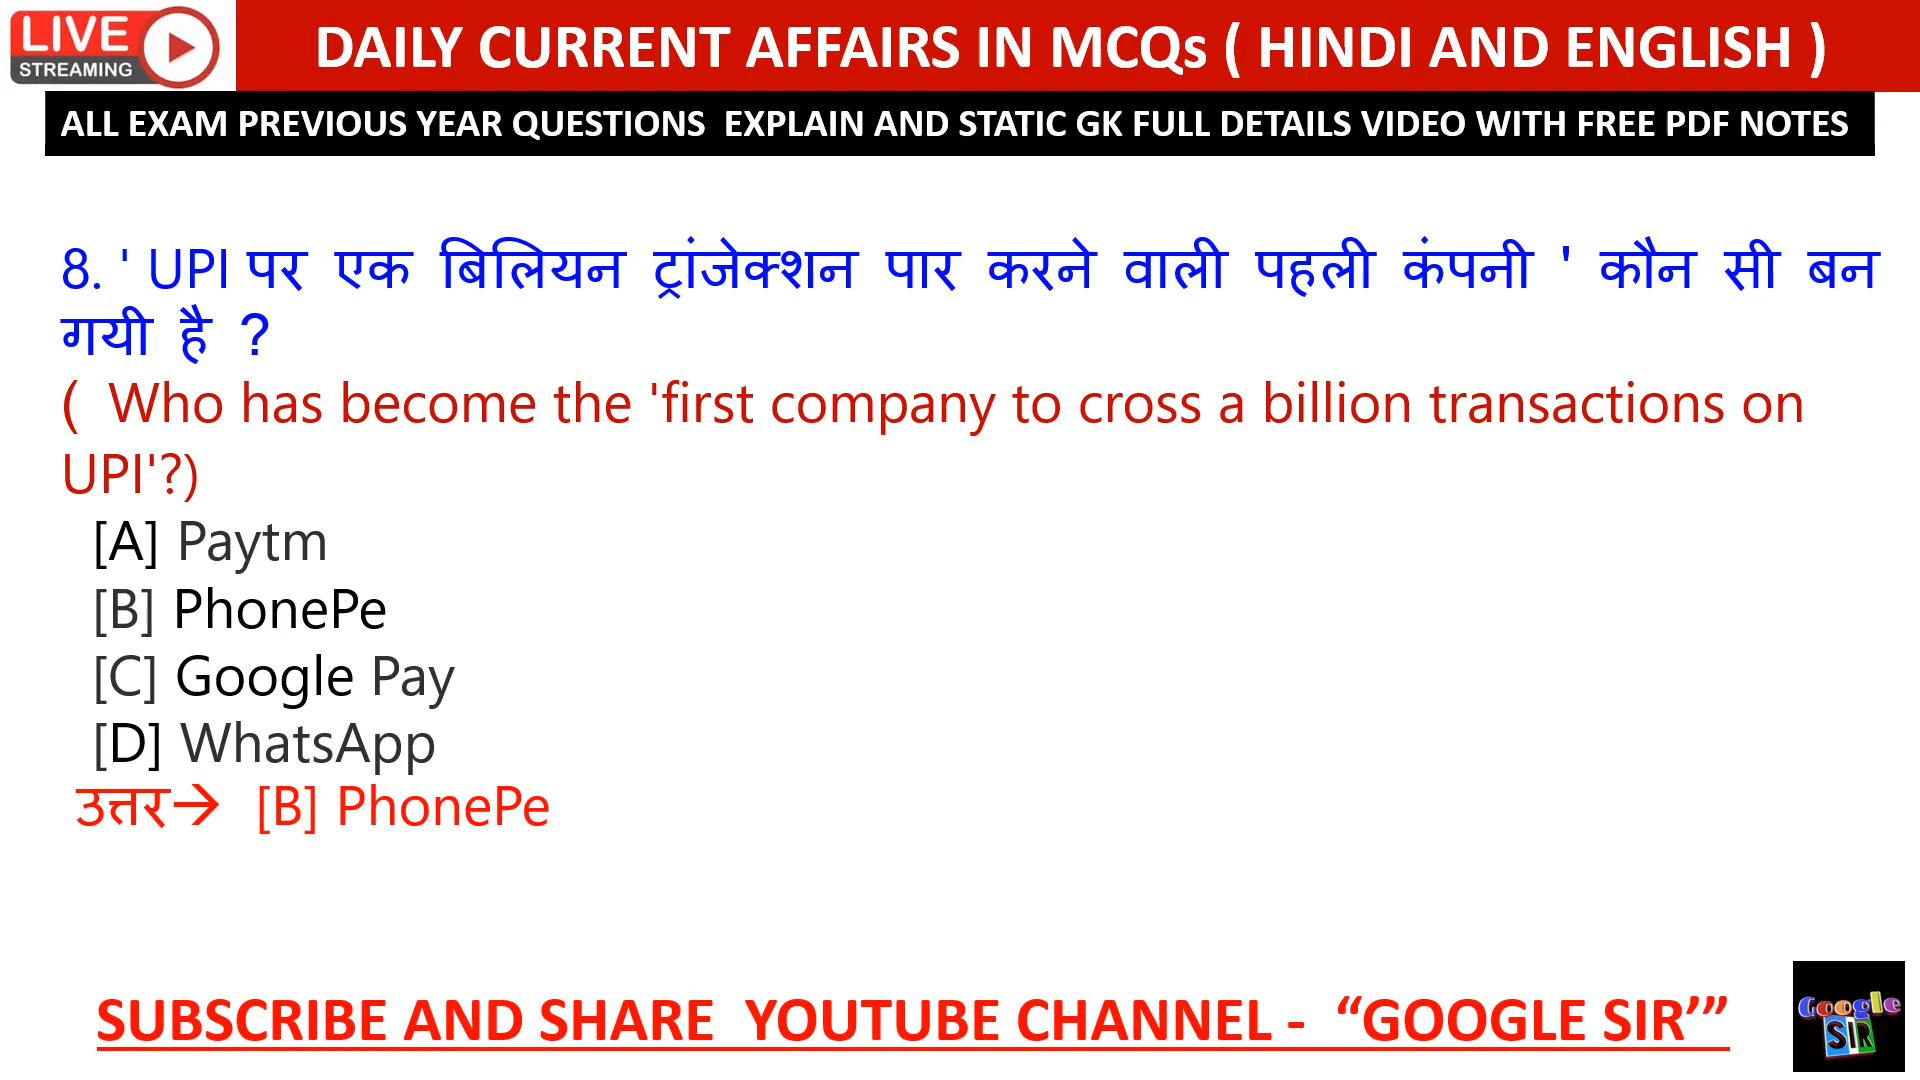 LIVE
STREAMING
DAILY CURRENT AFFAIRS IN MCQs ( HINDI AND ENGLISH )
ALL EXAM PREVIOUS YEAR QUESTIONS EXPLAIN AND STATIC GK FULL DETAILS VIDEO WITH FREE PDF NOTES
8. ' UPI पर एक बिलियन ट्रांजेक्शन पार करने वाली पहली कंपनी ' कौन सी बन
गयी है ?
( Who has become the 'first company to cross a billion transactions on
UPI'?)
[A] Paytm
[B] PhonePe
[C] Google Pay
[D] WhatsApp
उत्तर→ [B] PhonePe
SUBSCRIBE AND SHARE YOUTUBE CHANNEL - “GOOGLE SIR’”
Google
SIR